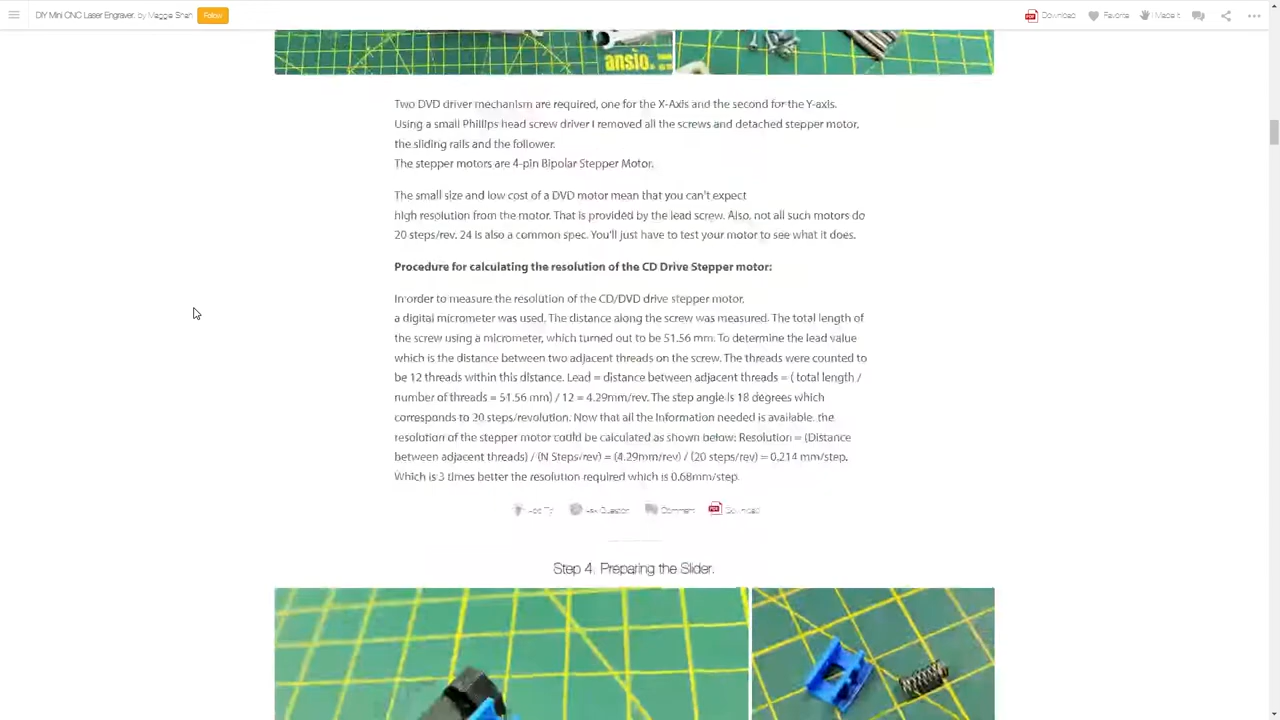 DIY Mini CNC Laser Engraver. by Maggie Shah Follow Download Favorite I Made It
ansio.
Two DVD driver mechanism are required, one for the X-Axis and the second for the Y-axis.
Using a small Phillips head screw driver I removed all the screws and detached stepper motor,
the sliding rails and the follower.
The stepper motors are 4-pin Bipolar Stepper Motor.
The small size and low cost of a DVD motor mean that you can't expect
high resolution from the motor. That is provided by the lead screw. Also, not all such motors do
20 steps/rev. 24 is also a common spec. You'll just have to test your motor to see what it does.
Procedure for calculating the resolution of the CD Drive Stepper motor:
In order to measure the resolution of the CD/DVD drive stepper motor,
a digital micrometer was used. The distance along the screw was measured. The total length of
the screw using a micrometer, which turned out to be 51.56 mm. To determine the lead value
which is the distance between two adjacent threads on the screw. The threads were counted to
be 12 threads within this distance. Lead = distance between adjacent threads = ( total length /
number of threads = 51.56 mm) / 12 = 4.29mm/rev. The step angle is 18 degrees which
corresponds to 20 steps/revolution. Now that all the information needed is available. the
resolution of the stepper motor could be calculated as shown below: Resolution = (Distance
between adjacent threads) / (N Steps/rev) = (4.29mm/rev) / (20 steps/rev) = 0.214 mm/step.
Which is 3 times better the resolution required which is 0.68mm/step.
Add Tip Ask Question Comment Download
Step 4: Preparing the Slider.